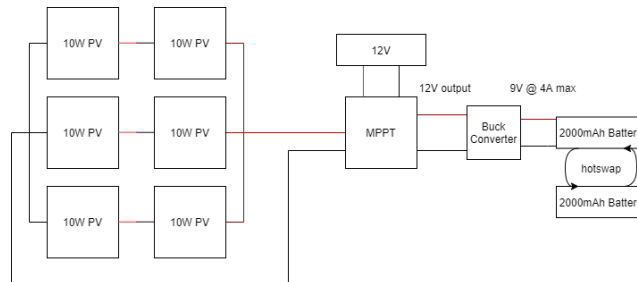 12V
10W PV
10W PV
12V output
9V @ 4A max
10W PV
10W PV
MPPT
Buck
Converter
2000mAh Batter
hotswap
10W PV
10W PV
2000mAh Batter